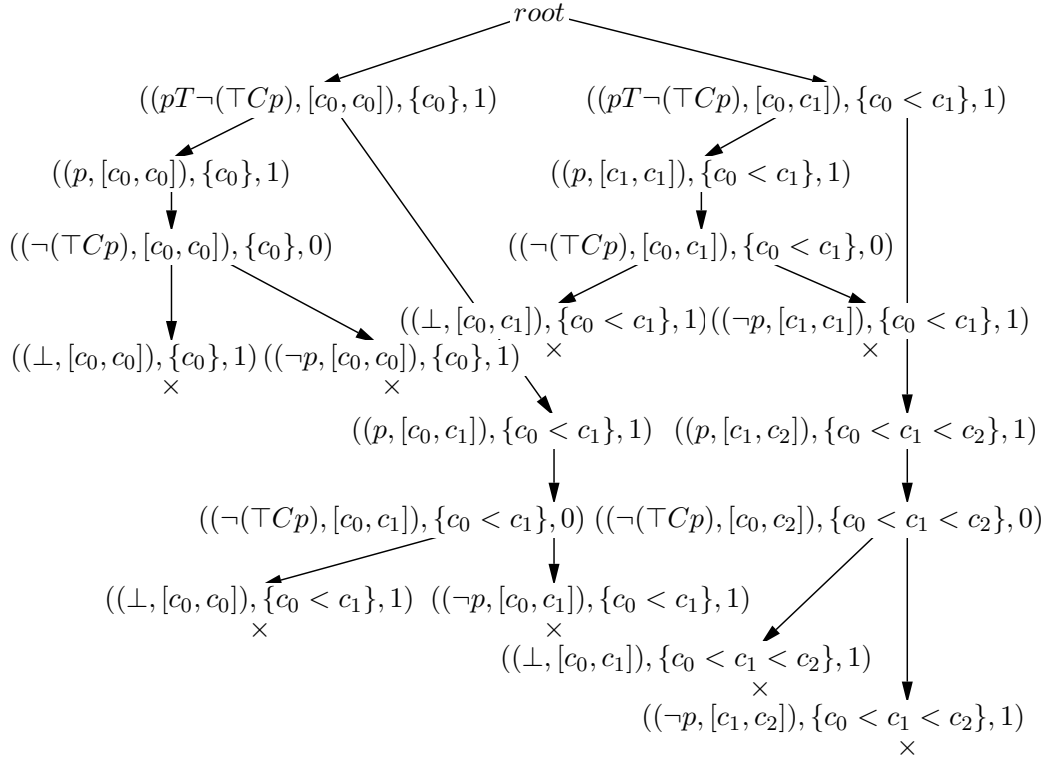 root
((pT¬(⊤Cp), [c₀, c₀]), {c₀}, 1) ((pT¬(⊤Cp), [c₀, c₁]), {c₀ < c₁}, 1)
((p, [c₀, c₀]), {c₀}, 1) ((p, [c₁, c₁]), {c₀ < c₁}, 1)
((¬(⊤Cp), [c₀, c₀]), {c₀}, 0) ((¬(⊤Cp), [c₀, c₁]), {c₀ < c₁}, 0)
((⊥, [c₀, c₁]), {c₀ < c₁}, 1) ((¬p, [c₁, c₁]), {c₀ < c₁}, 1)
× ×
((⊥, [c₀, c₀]), {c₀}, 1) ((¬p, [c₀, c₀]), {c₀}, 1)
× ×
((p, [c₀, c₁]), {c₀ < c₁}, 1) ((p, [c₁, c₂]), {c₀ < c₁ < c₂}, 1)
((¬(⊤Cp), [c₀, c₁]), {c₀ < c₁}, 0) ((¬(⊤Cp), [c₀, c₂]), {c₀ < c₁ < c₂}, 0)
((⊥, [c₀, c₀]), {c₀ < c₁}, 1) ((¬p, [c₀, c₁]), {c₀ < c₁}, 1)
× ×
((⊥, [c₀, c₁]), {c₀ < c₁ < c₂}, 1)
×
((¬p, [c₁, c₂]), {c₀ < c₁ < c₂}, 1)
×